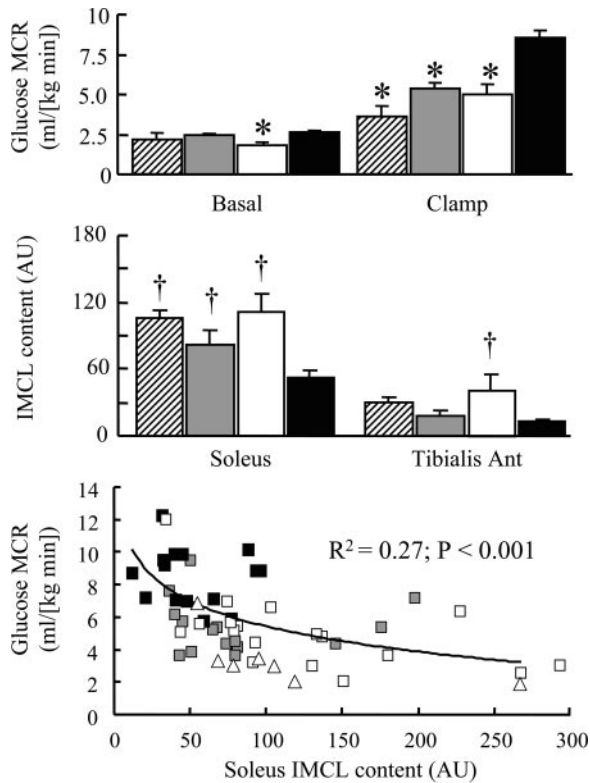 Glucose MCR
(ml/[kg min])
10
7.5
5.0
2.5
0
*
*
*
*
Basal
Clamp
IMCL content (AU)
180
120
60
0
†
†
†
†
Soleus
Tibialis Ant
Glucose MCR
(ml/[kg min])
14
12
10
8
6
4
2
0
R² = 0.27; P < 0.001
0
50
100
150
200
250
300
Soleus IMCL content (AU)